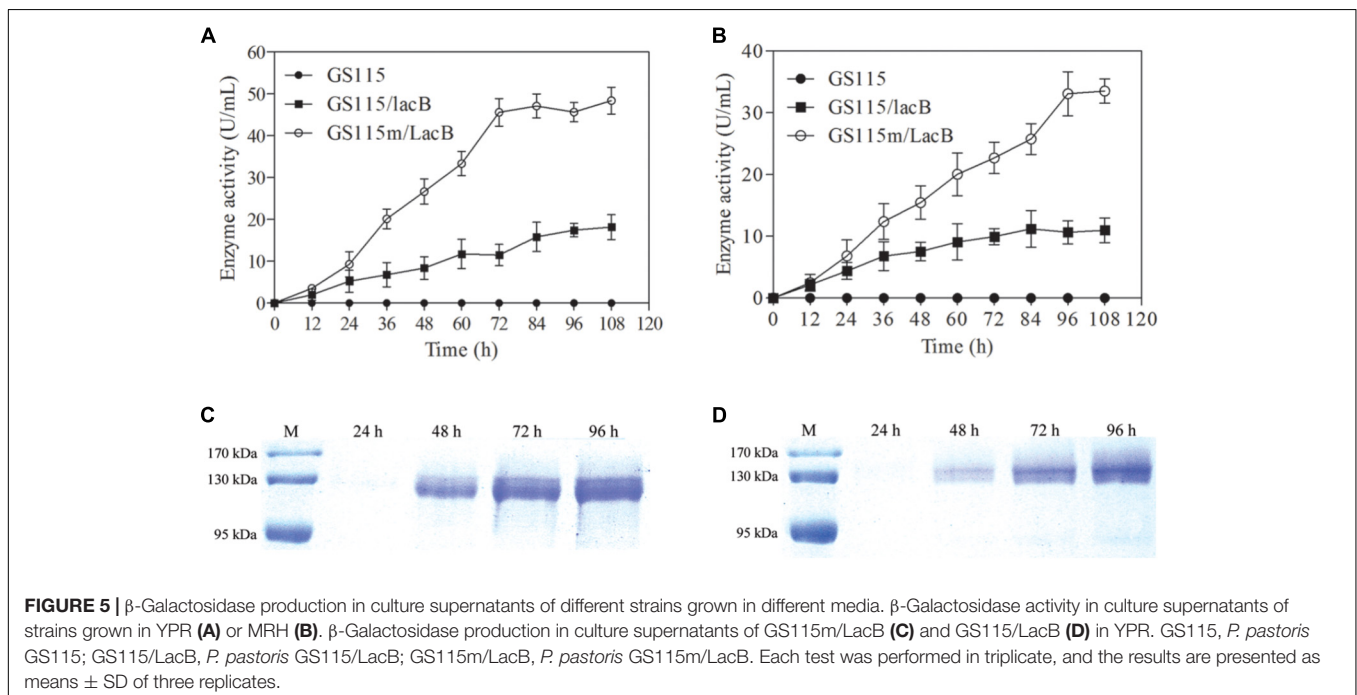 A
60
50
40
30
20
10
0
Enzyme activity (U/mL)
GS115
GS115/lacB
GS115m/LacB
0 12 24 36 48 60 72 84 96 108 120
Time (h)
B
40
30
20
10
0
Enzyme activity (U/mL)
GS115
GS115/lacB
GS115m/LacB
0 12 24 36 48 60 72 84 96 108 120
Time (h)
C
M 24 h 48 h 72 h 96 h
170 kDa
130 kDa
95 kDa
D
M 24 h 48 h 72 h 96 h
170 kDa
130 kDa
95 kDa
FIGURE 5 | β-Galactosidase production in culture supernatants of different strains grown in different media. β-Galactosidase activity in culture supernatants of
strains grown in YPR (A) or MRH (B). β-Galactosidase production in culture supernatants of GS115m/LacB (C) and GS115/LacB (D) in YPR. GS115, P. pastoris
GS115; GS115/LacB, P. pastoris GS115/LacB; GS115m/LacB, P. pastoris GS115m/LacB. Each test was performed in triplicate, and the results are presented as
means ± SD of three replicates.